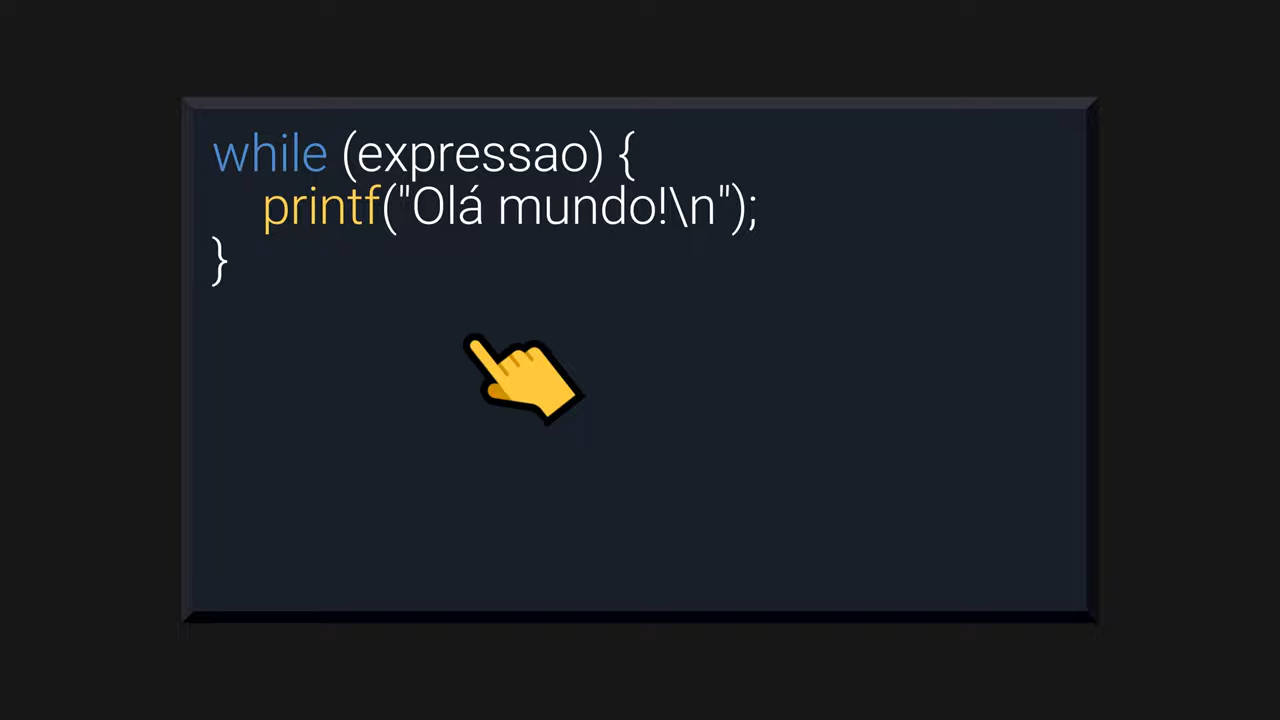 while (expressao) {
printf("Olá mundo!\n");
}